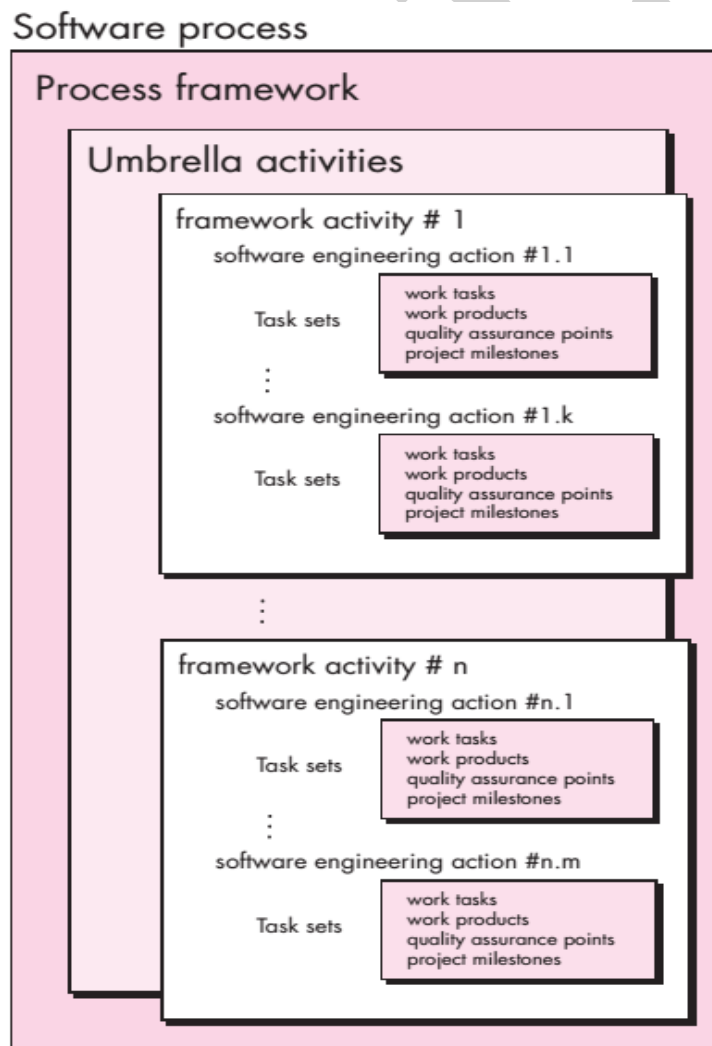 Software process
Process framework
Umbrella activities
framework activity # 1
software engineering action #1.1
Task sets
work tasks
work products
quality assurance points
project milestones
software engineering action #1.k
Task sets
work tasks
work products
quality assurance points
project milestones
framework activity # n
software engineering action #n.1
Task sets
work tasks
work products
quality assurance points
project milestones
software engineering action #n.m
Task sets
work tasks
work products
quality assurance points
project milestones